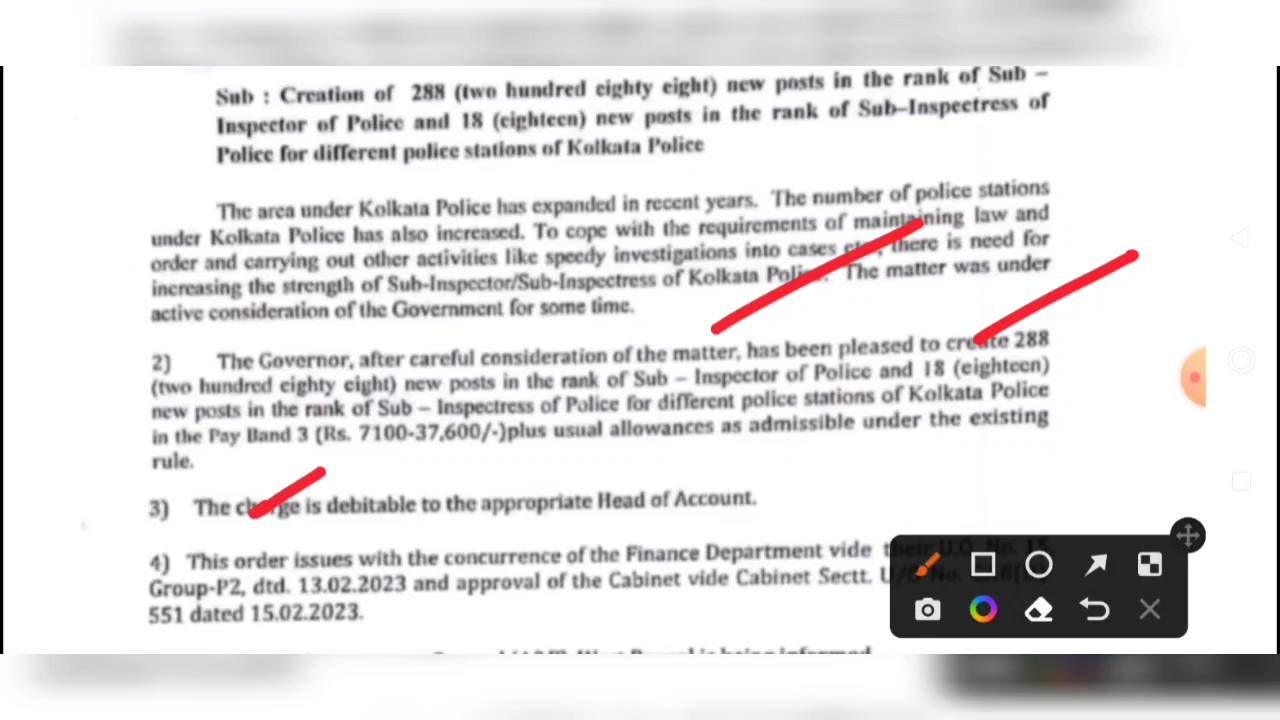 Sub : Creation of 288 (two hundred eighty eight) new posts in the rank of Sub –
Inspector of Police and 18 (eighteen) new posts in the rank of Sub–Inspectress of
Police for different police stations of Kolkata Police
The area under Kolkata Police has expanded in recent years. The number of police stations
under Kolkata Police has also increased. To cope with the requirements of maintaining law and
order and carrying out other activities like speedy investigations into cases etc, there is need for
increasing the strength of Sub-Inspector/Sub-Inspectress of Kolkata Police. The matter was under
active consideration of the Government for some time.
2) The Governor, after careful consideration of the matter, has been pleased to create 288
(two hundred eighty eight) new posts in the rank of Sub – Inspector of Police and 18 (eighteen)
new posts in the rank of Sub – Inspectress of Police for different police stations of Kolkata Police
in the Pay Band 3 (Rs. 7100-37,600/-)plus usual allowances as admissible under the existing
rule.
3) The charge is debitable to the appropriate Head of Account.
4) This order issues with the concurrence of the Finance Department vide their U.O. No. 15,
Group-P2, dtd. 13.02.2023 and approval of the Cabinet vide Cabinet Sectt. U/O No.
551 dated 15.02.2023.
is being informed